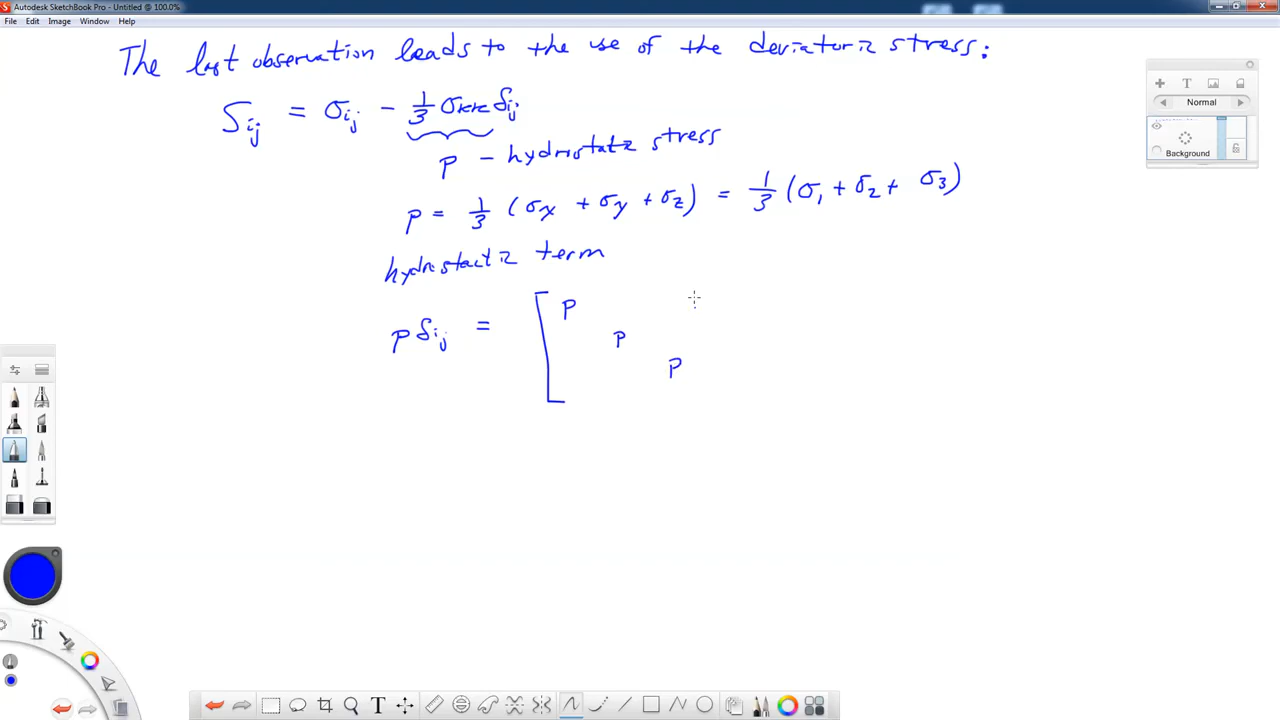 Autodesk SketchBook Pro - Untitled @ 100.0%
File Edit Image Window Help
The last observation leads to the use of the deviatoric stress:
Sij = σij - 1/3 σkk δij
p - hydrostatic stress
p = 1/3 (σx + σy + σz) = 1/3 (σ1 + σ2 + σ3)
hydrostactic term
p δij = [ p
p
p
T
Normal
Background
T